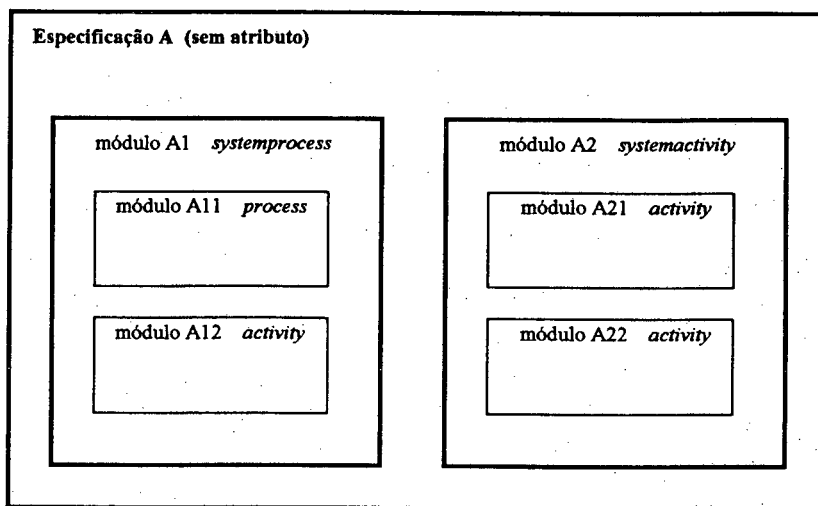 Especificação A (sem atributo)
módulo A1 systemprocess
módulo A11 process
módulo A12 activity
módulo A2 systemactivity
módulo A21 activity
módulo A22 activity